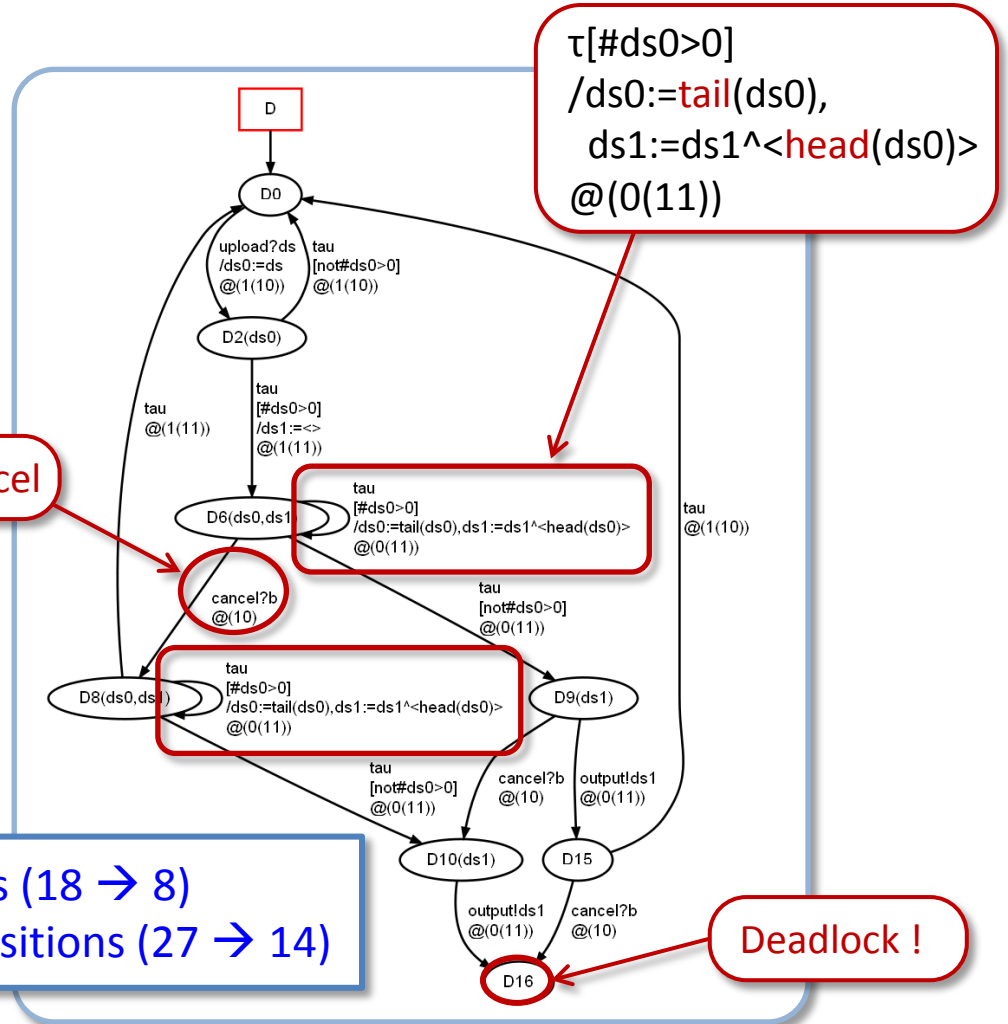 τ[#ds0>0]
/ds0:=tail(ds0),
ds1:=ds1^<head(ds0)>
@(0(11))
D
D0
upload?ds
/ds0:=ds
@(1(10))
tau
[not#ds0>0]
@(1(10))
D2(ds0)
tau
[#ds0>0]
/ds1:=<>
@(1(11))
tau
@(1(11))
cel
D6(ds0,ds1)
tau
[#ds0>0]
/ds0:=tail(ds0),ds1:=ds1^<head(ds0)>
@(0(11))
tau
@(1(10))
cancel?b
@(10)
tau
[not#ds0>0]
@(0(11))
D8(ds0,ds1)
tau
[#ds0>0]
/ds0:=tail(ds0),ds1:=ds1^<head(ds0)>
@(0(11))
D9(ds1)
tau
[not#ds0>0]
@(0(11))
cancel?b
@(10)
output!ds1
@(0(11))
D10(ds1)
D15
s (18 → 8)
sitions (27 → 14)
output!ds1
@(0(11))
cancel?b
@(10)
Deadlock !
D16